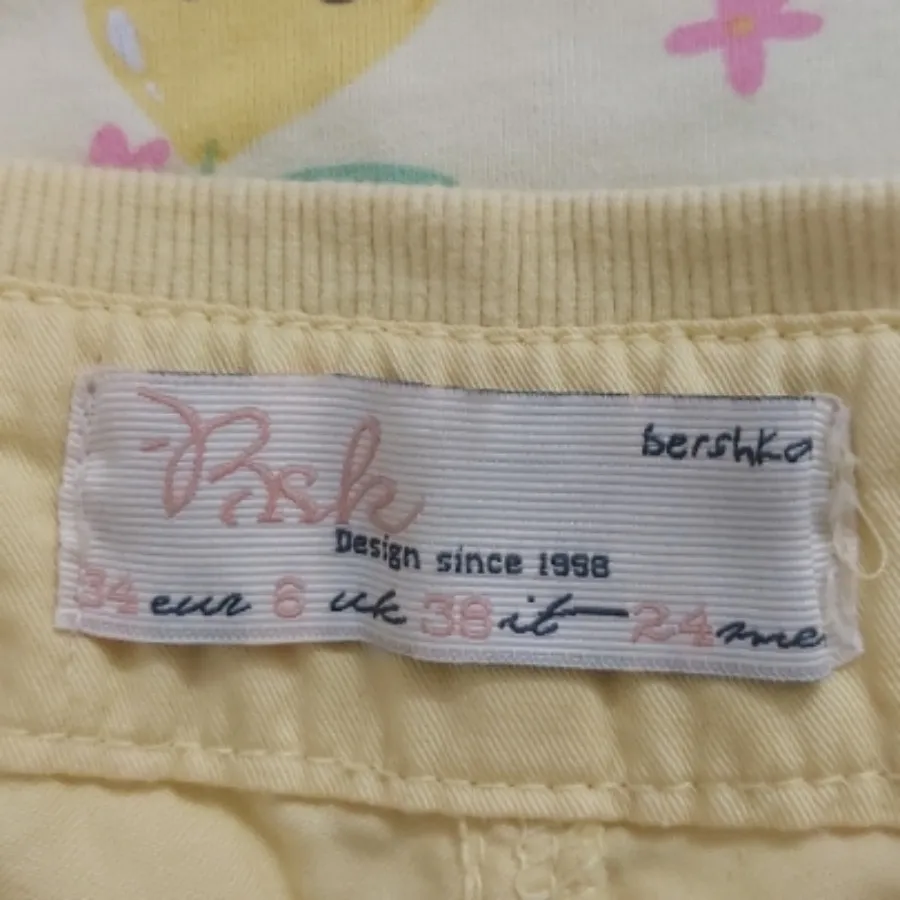 Bsk
bershka
Design since 1998
34 eur 6 uk 38 it 24 mex